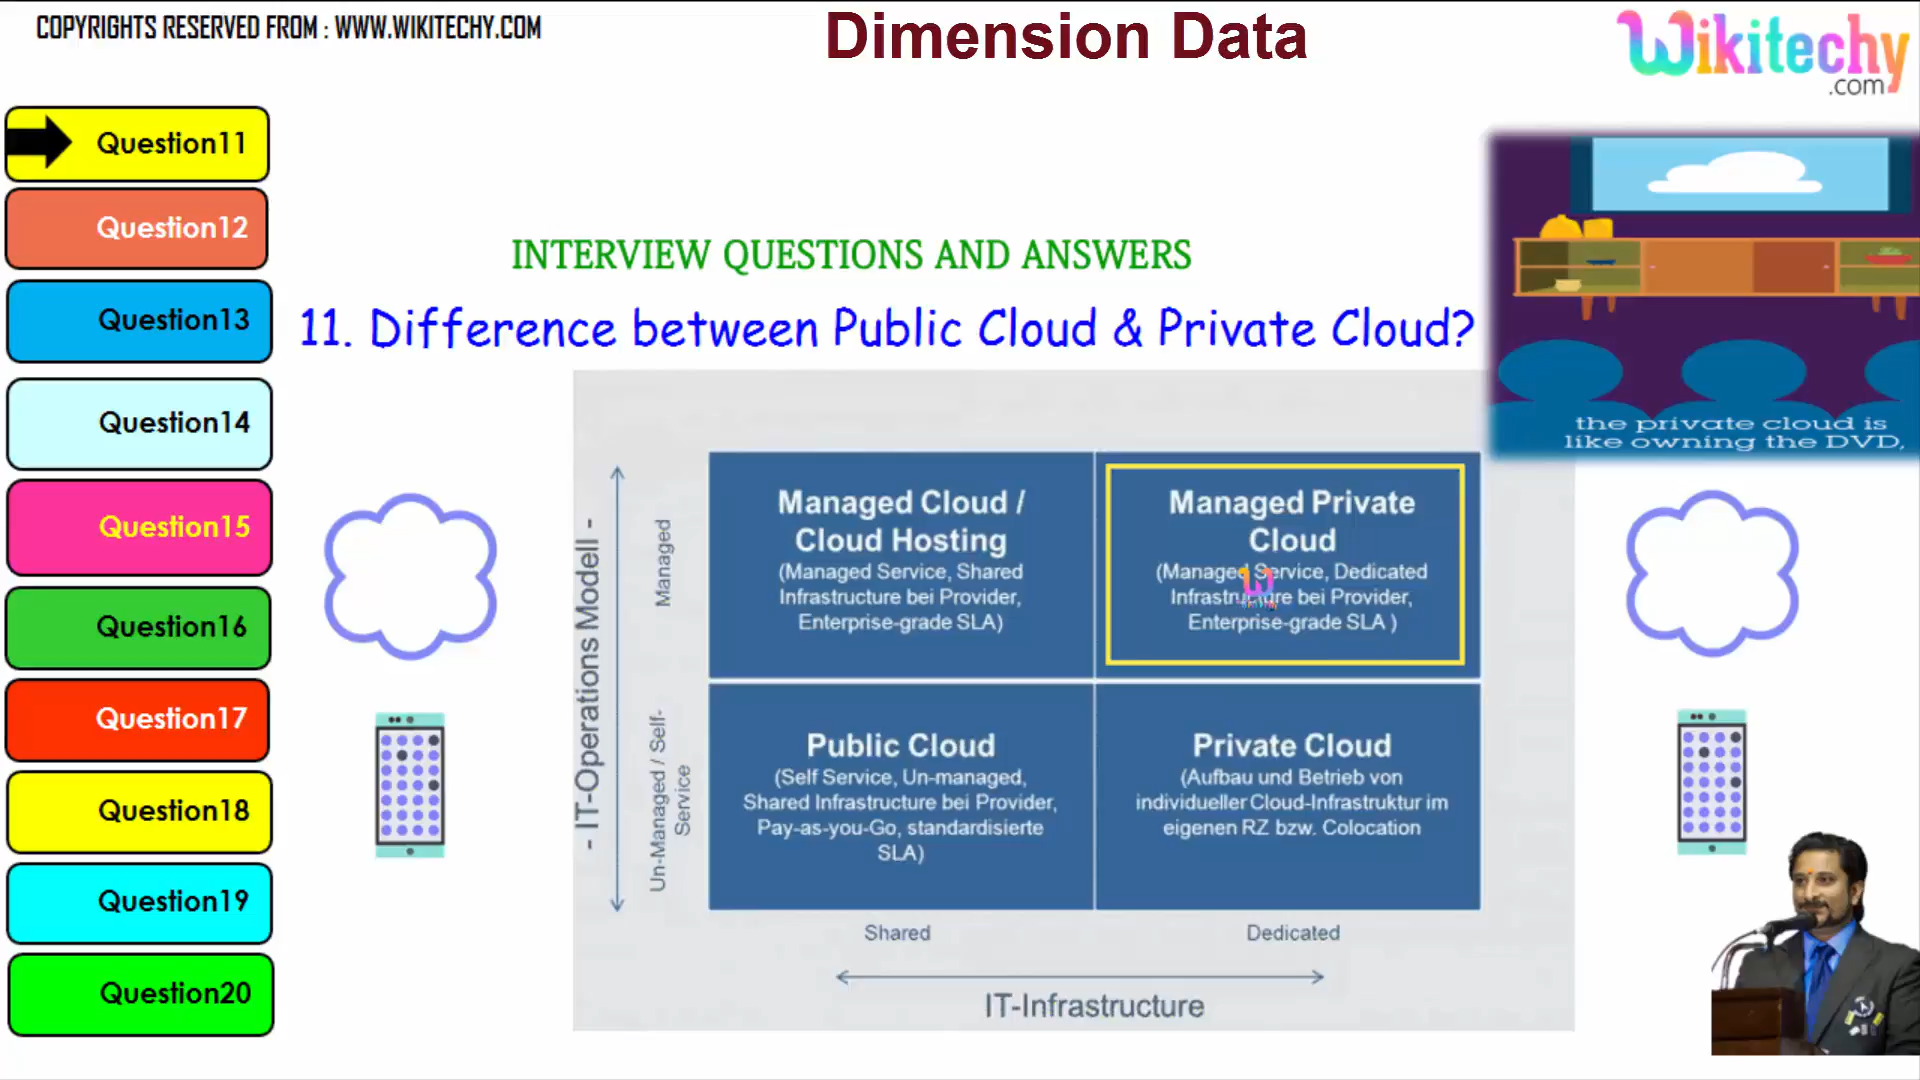 COPYRIGHTS RESERVED FROM : WWW.WIKITECHY.COM
Dimension Data
Wikitechy
.com
Question11
Question12
Question13
Question14
Question15
Question16
Question17
Question18
Question19
Question20
INTERVIEW QUESTIONS AND ANSWERS
11. Difference between Public Cloud & Private Cloud?
the private cloud is
like owning the DVD,
- IT-Operations Modell -
Managed
Un-Managed / Self-
Service
Managed Cloud /
Cloud Hosting
(Managed Service, Shared
Infrastructure bei Provider,
Enterprise-grade SLA)
Managed Private
Cloud
(Managed Service, Dedicated
Infrastructure bei Provider,
Enterprise-grade SLA )
Public Cloud
(Self Service, Un-managed,
Shared Infrastructure bei Provider,
Pay-as-you-Go, standardisierte
SLA)
Private Cloud
(Aufbau und Betrieb von
individueller Cloud-Infrastruktur im
eigenen RZ bzw. Colocation
Shared
Dedicated
IT-Infrastructure